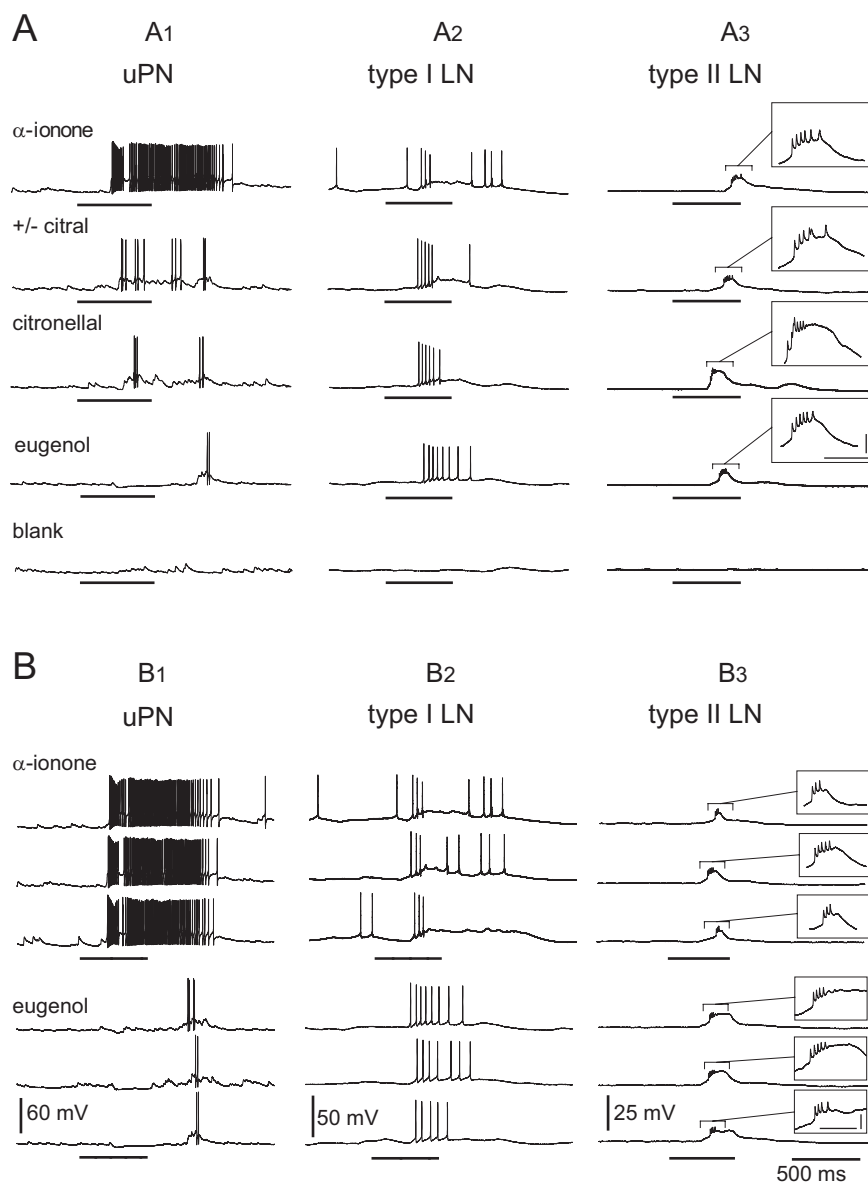 A
A1 A2 A3
uPN type I LN type II LN
α-ionone
+/- citral
citronellal
eugenol
blank
B
B1 B2 B3
uPN type I LN type II LN
α-ionone
eugenol
60 mV 50 mV 25 mV
500 ms